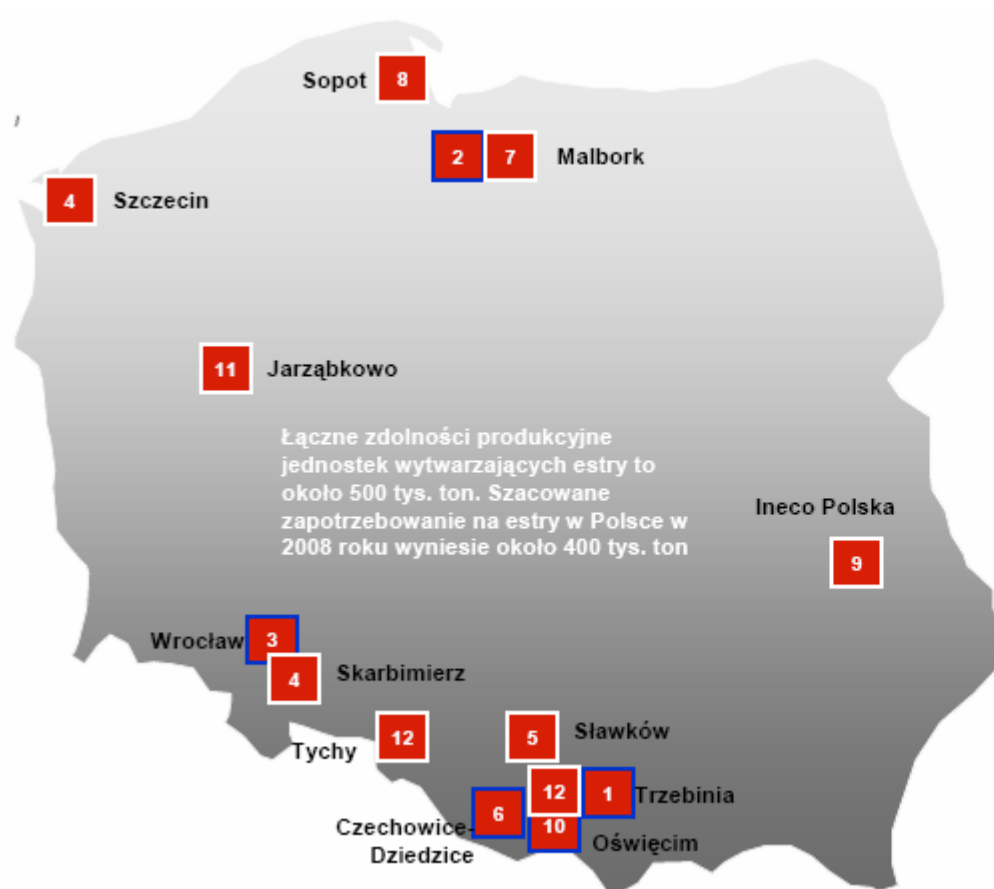 Sopot
8
2
7
Malbork
4
Szczecin
11
Jarząbkowo
Łączne zdolności produkcyjne
jednostek wytwarzających estry to
około 500 tys. ton. Szacowane
zapotrzebowanie na estry w Polsce w
2008 roku wyniesie około 400 tys. ton
Ineco Polska
9
Wrocław
3
4
Skarbimierz
Tychy
12
5
Sławków
12
1
Trzebinia
6
10
Czechowice-
Dziedzice
Oświęcim